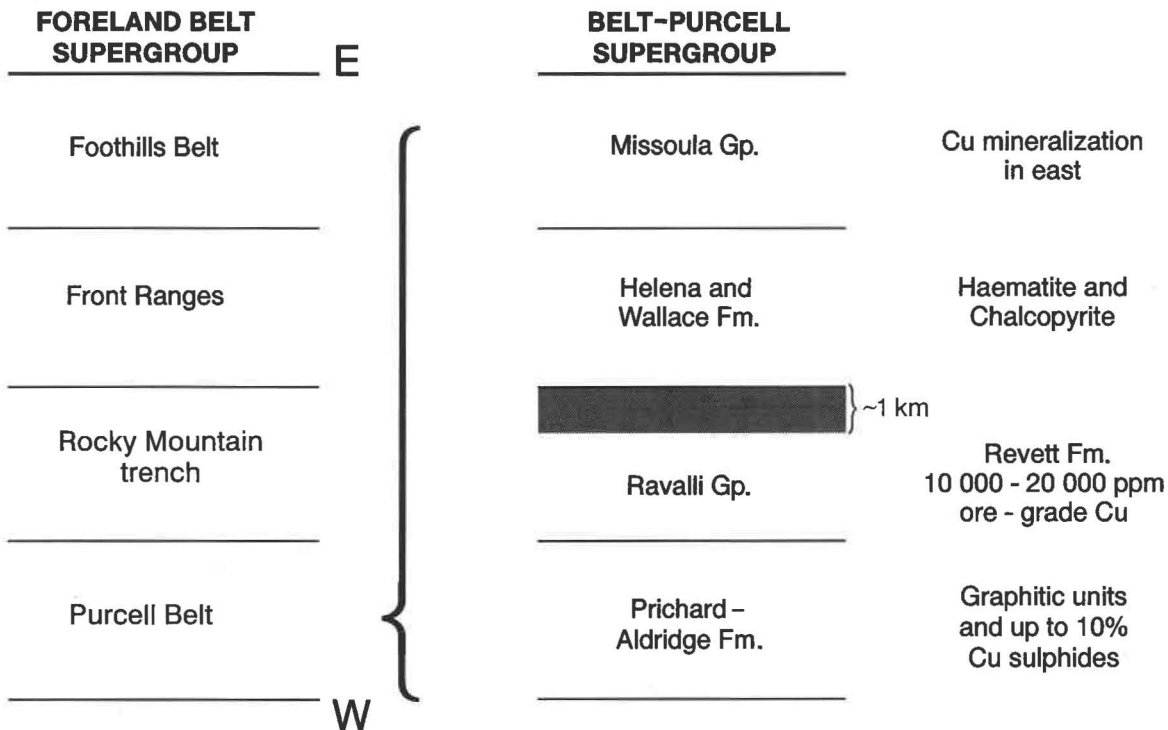 FORELAND BELT
SUPERGROUP
E
Foothills Belt
Front Ranges
Rocky Mountain
trench
Purcell Belt
W
BELT-PURCELL
SUPERGROUP
Missoula Gp.
Cu mineralization
in east
Helena and
Wallace Fm.
Haematite and
Chalcopyrite
~1 km
Ravalli Gp.
Revett Fm.
10 000 - 20 000 ppm
ore - grade Cu
Prichard –
Aldridge Fm.
Graphitic units
and up to 10%
Cu sulphides